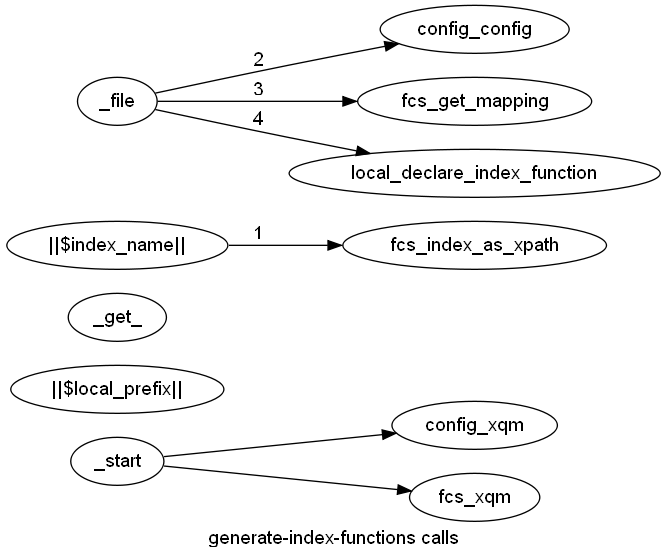 config_config
2
_file
3
fcs_get_mapping
4
local_declare_index_function
||$index_name||
1
fcs_index_as_xpath
_get_
||$local_prefix||
config_xqm
_start
fcs_xqm
generate-index-functions calls